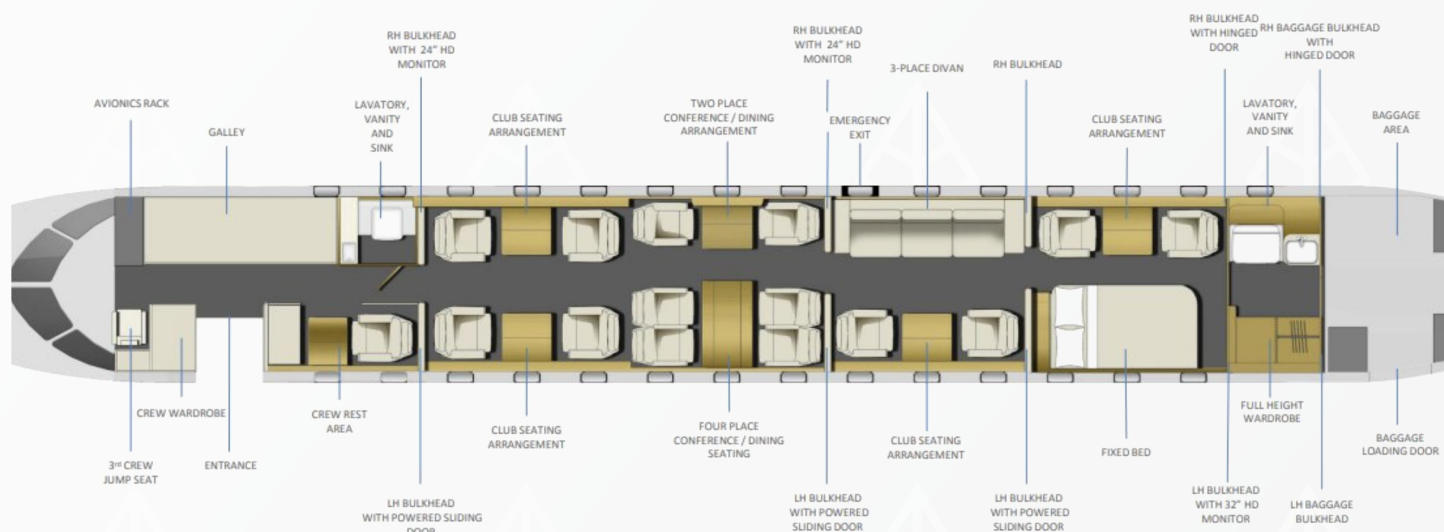 RH BULKHEAD
WITH 24” HD
MONITOR
RH BULKHEAD
WITH 24” HD
MONITOR
RH BULKHEAD
WITH HINGED
DOOR
RH BAGGAGE BULKHEAD
WITH
HINGED DOOR
3-PLACE DIVAN
RH BULKHEAD
AVIONICS RACK
GALLEY
LAVATORY,
VANITY
AND
SINK
CLUB SEATING
ARRANGEMENT
TWO PLACE
CONFERENCE / DINING
ARRANGEMENT
EMERGENCY
EXIT
CLUB SEATING
ARRANGEMENT
LAVATORY,
VANITY
AND SINK
BAGGAGE
AREA
CREW WARDROBE
3rd CREW
JUMP SEAT
ENTRANCE
CREW REST
AREA
CLUB SEATING
ARRANGEMENT
FOUR PLACE
CONFERENCE / DINING
SEATING
CLUB SEATING
ARRANGEMENT
FIXED BED
FULL HEIGHT
WARDROBE
BAGGAGE
LOADING DOOR
LH BULKHEAD
WITH POWERED SLIDING
DOOR
LH BULKHEAD
WITH POWERED
SLIDING DOOR
LH BULKHEAD
WITH POWERED
SLIDING DOOR
LH BULKHEAD
WITH 32” HD
MONITOR
LH BAGGAGE
BULKHEAD